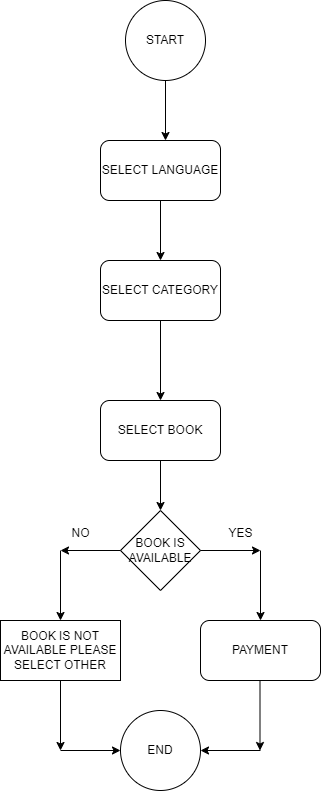 START
SELECT LANGUAGE
SELECT CATEGORY
SELECT BOOK
BOOK IS
AVAILABLE
NO
YES
BOOK IS NOT
AVAILABLE PLEASE
SELECT OTHER
PAYMENT
END